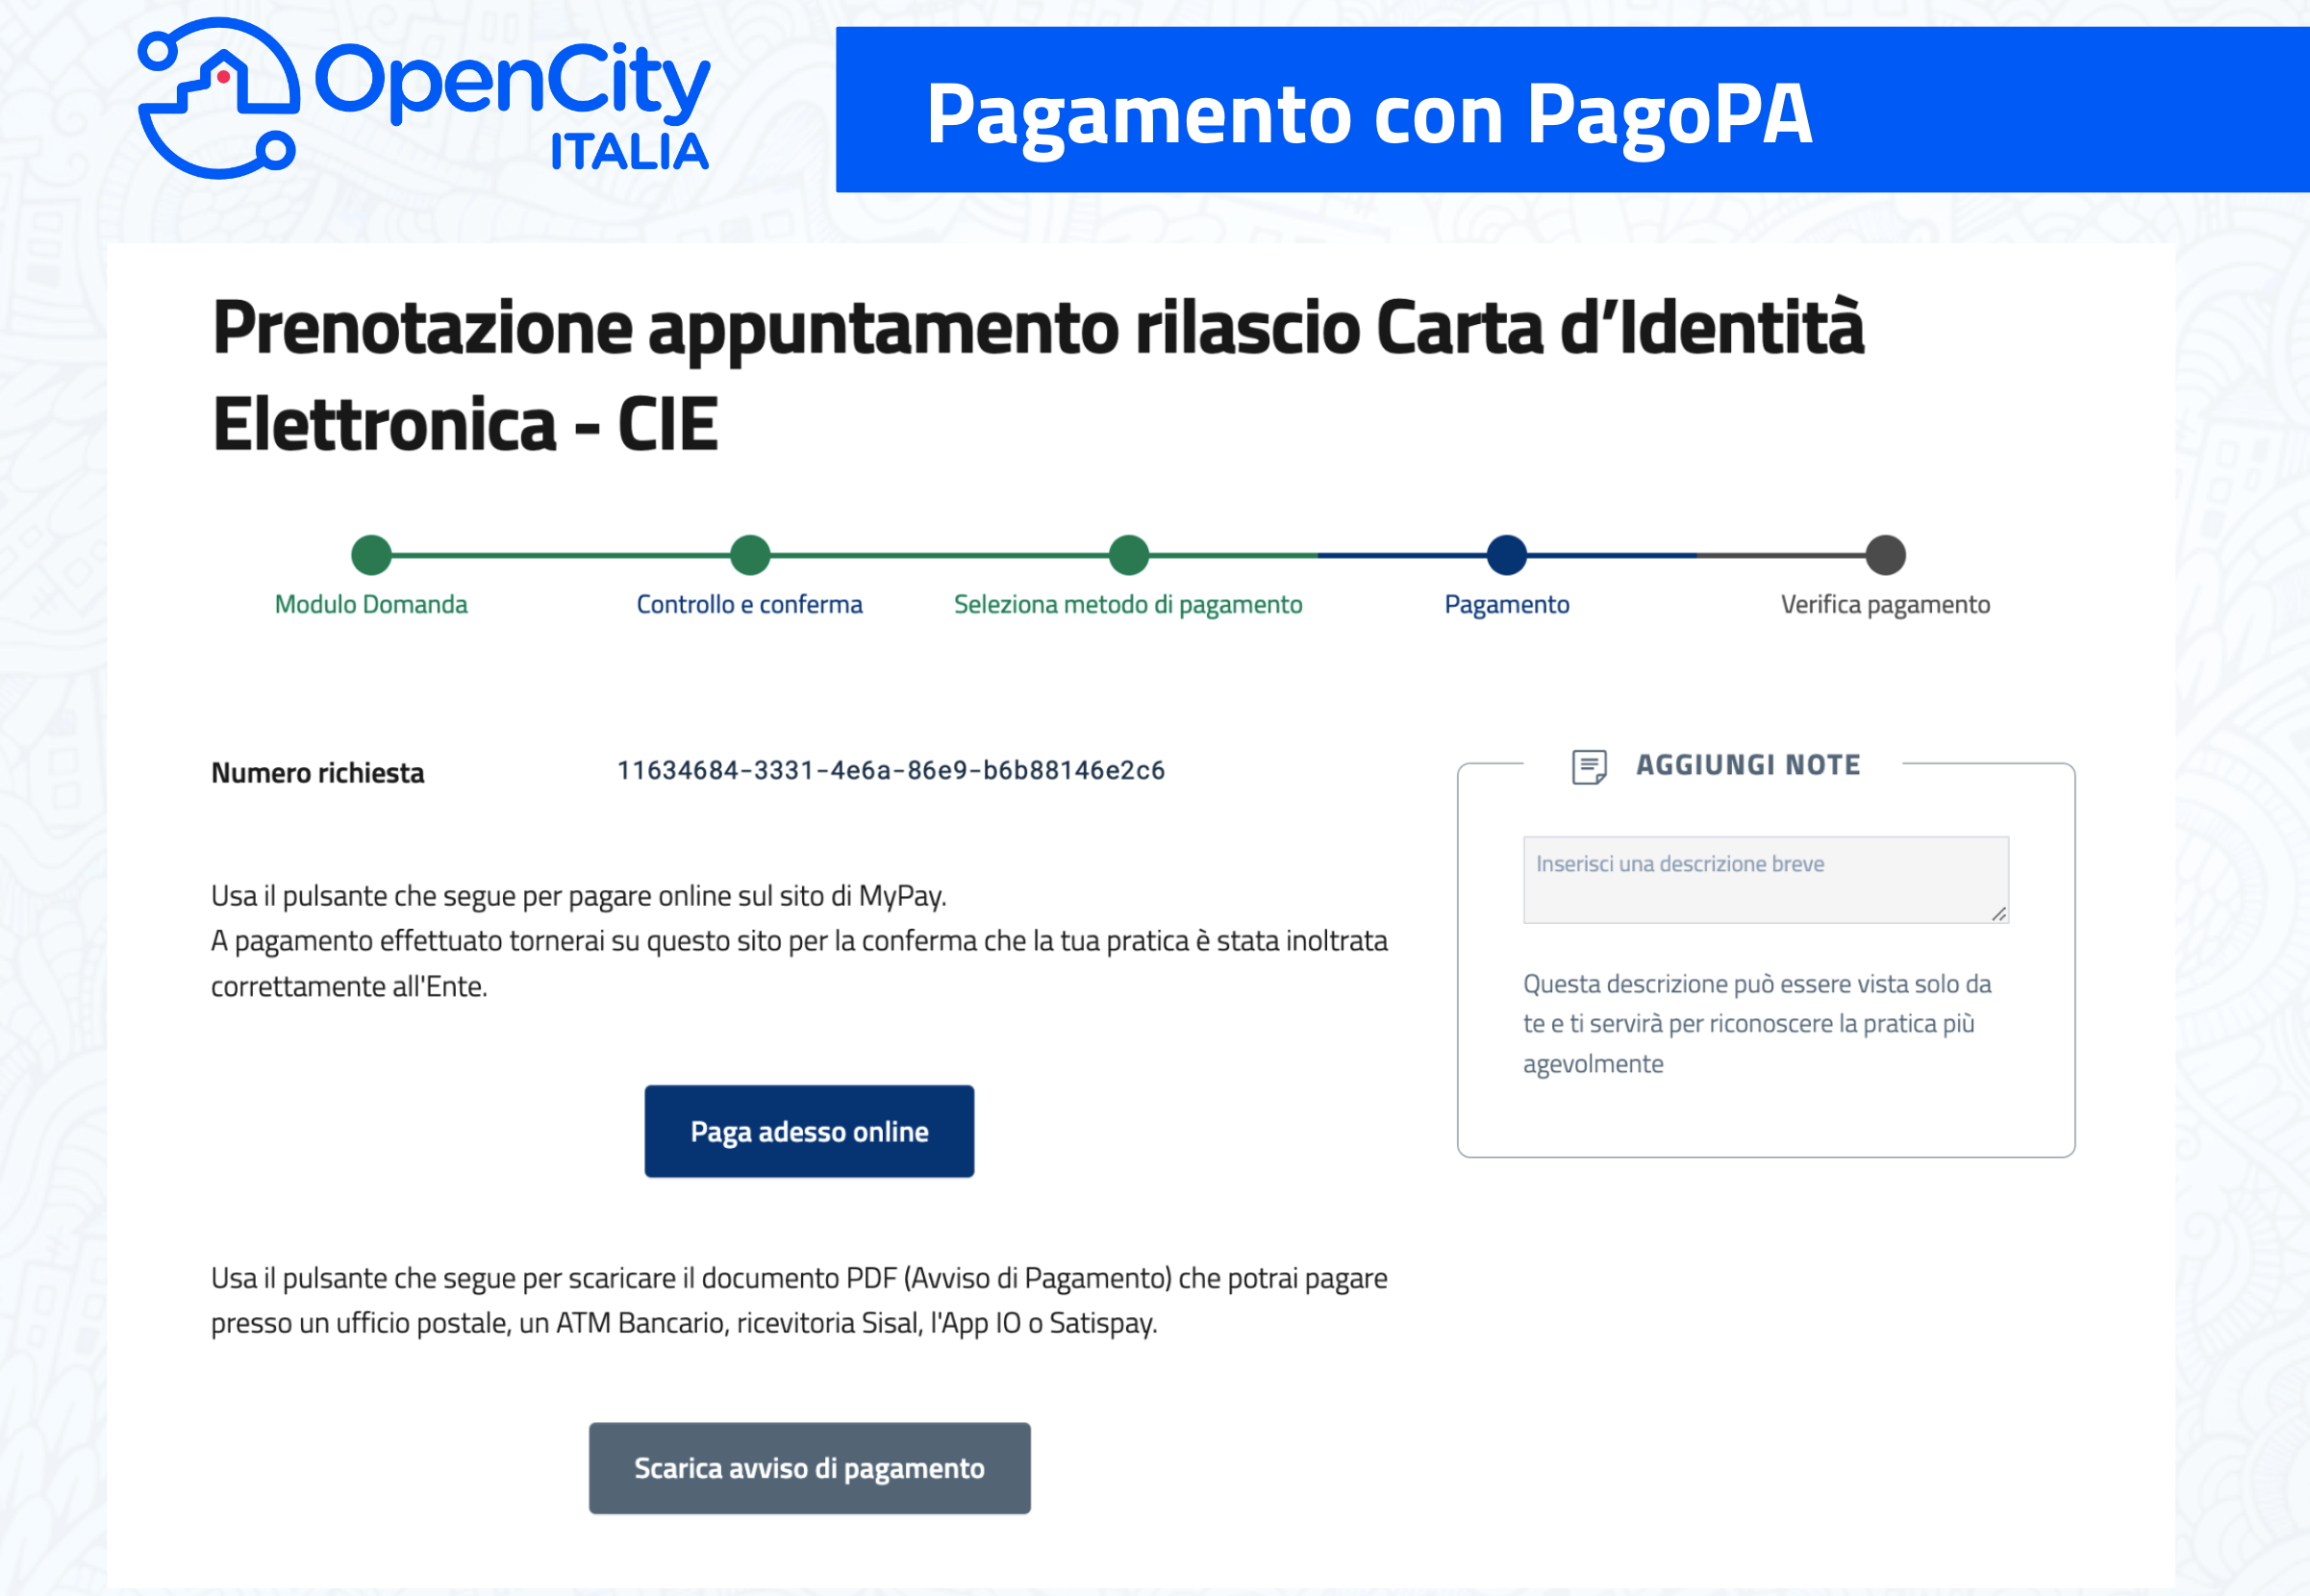 OpenCity
ITALIA
Pagamento con PagoPA
Prenotazione appuntamento rilascio Carta d’Identità
Elettronica - CIE
Modulo Domanda
Controllo e conferma
Seleziona metodo di pagamento
Pagamento
Verifica pagamento
Numero richiesta
11634684-3331-4e6a-86e9-b6b88146e2c6
Usa il pulsante che segue per pagare online sul sito di MyPay.
A pagamento effettuato tornerai su questo sito per la conferma che la tua pratica è stata inoltrata
correttamente all'Ente.
Paga adesso online
Usa il pulsante che segue per scaricare il documento PDF (Avviso di Pagamento) che potrai pagare
presso un ufficio postale, un ATM Bancario, ricevitoria Sisal, l'App IO o Satispay.
Scarica avviso di pagamento
AGGIUNGI NOTE
Inserisci una descrizione breve
Questa descrizione può essere vista solo da
te e ti servirà per riconoscere la pratica più
agevolmente